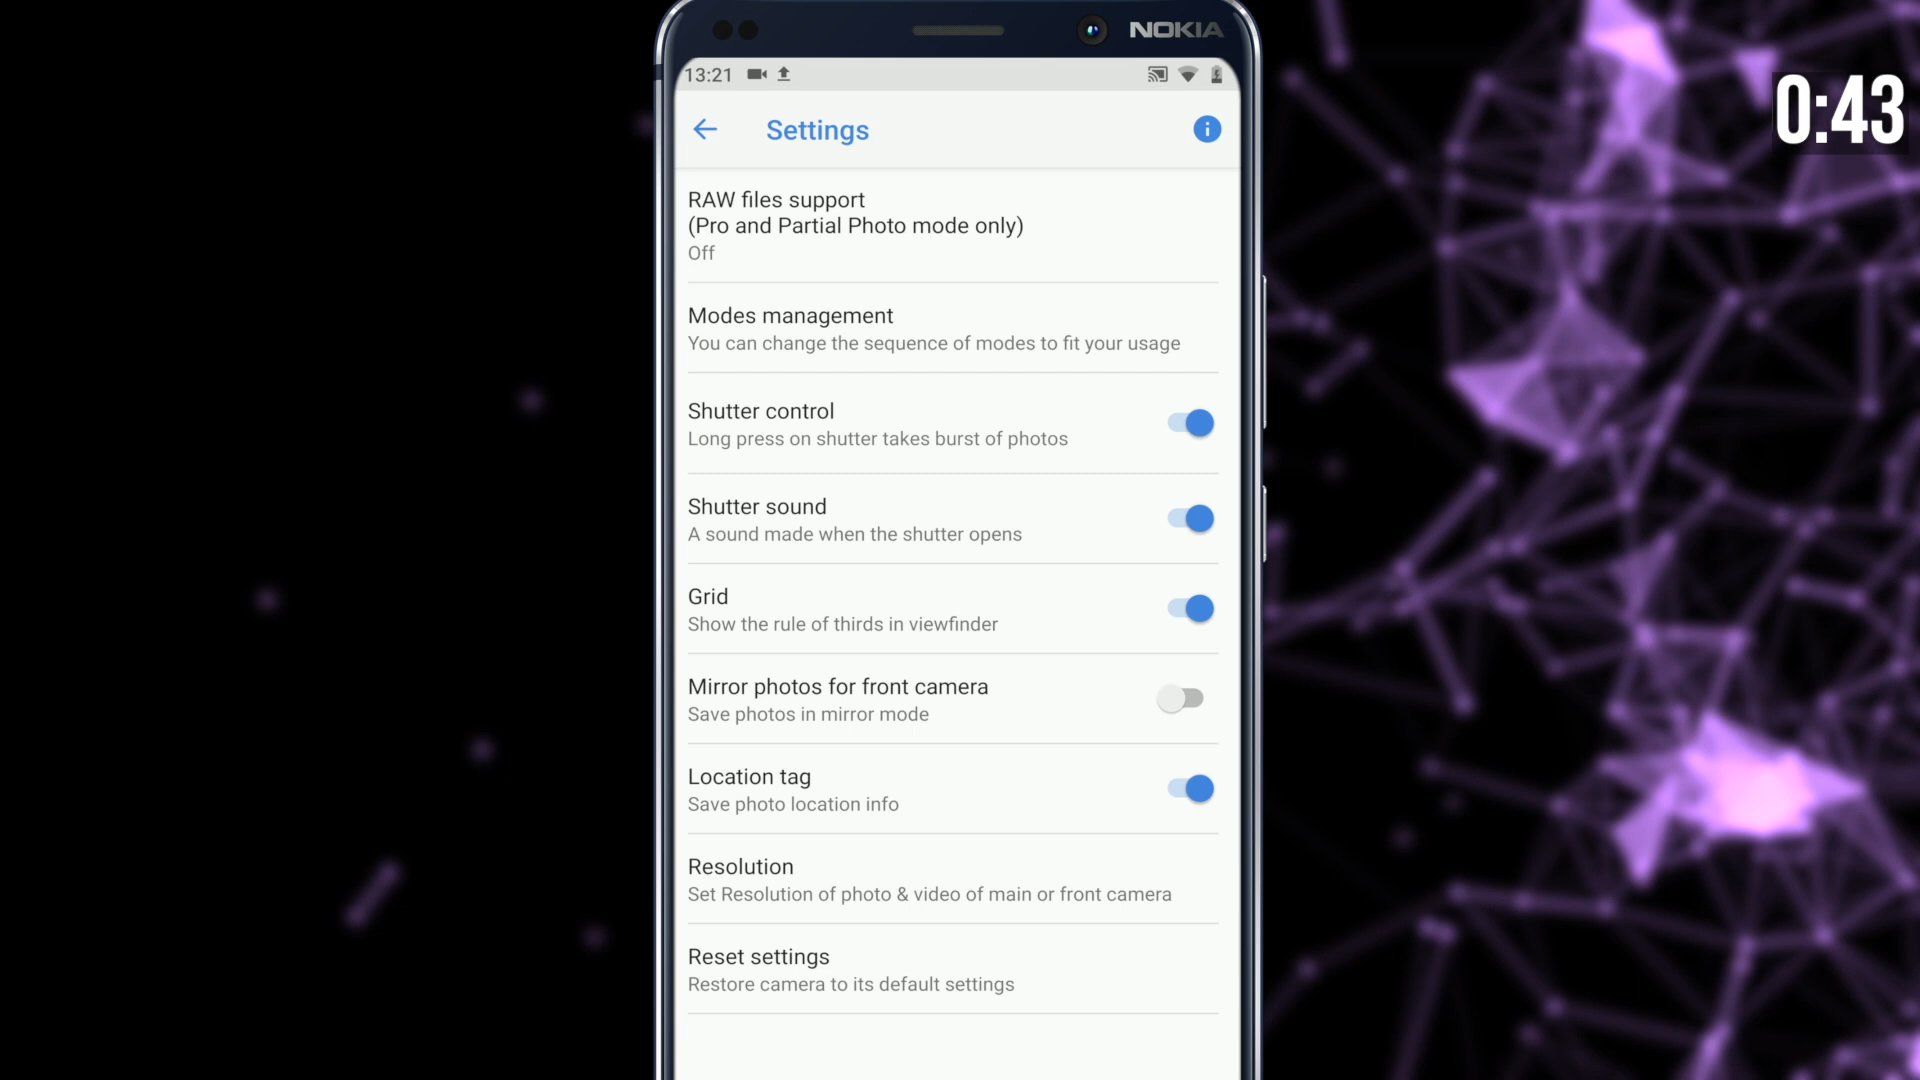 NOKIA
13:21
0:43
Settings
RAW files support
(Pro and Partial Photo mode only)
Off
Modes management
You can change the sequence of modes to fit your usage
Shutter control
Long press on shutter takes burst of photos
Shutter sound
A sound made when the shutter opens
Grid
Show the rule of thirds in viewfinder
Mirror photos for front camera
Save photos in mirror mode
Location tag
Save photo location info
Resolution
Set Resolution of photo & video of main or front camera
Reset settings
Restore camera to its default settings